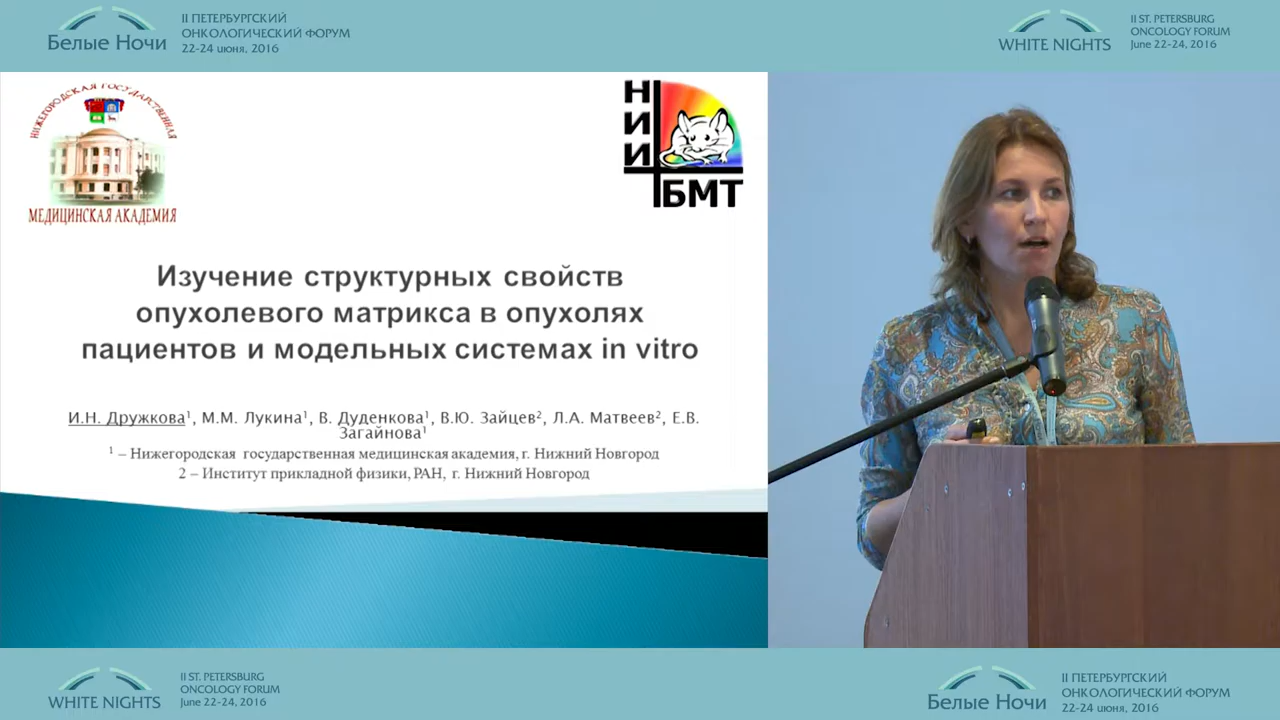 Белые Ночи
II ПЕТЕРБУРГСКИЙ
ОНКОЛОГИЧЕСКИЙ ФОРУМ
22-24 июня, 2016
WHITE NIGHTS
II ST. PETERSBURG
ONCOLOGY FORUM
June 22-24, 2016
НИЖЕГОРОДСКАЯ ГОСУДАРСТВЕННАЯ
МЕДИЦИНСКАЯ АКАДЕМИЯ
НИИ
БМТ
Изучение структурных свойств
опухолевого матрикса в опухолях
пациентов и модельных системах in vitro
И.Н. Дружкова¹, М.М. Лукина¹, В. Дуденкова¹, В.Ю. Зайцев², Л.А. Матвеев², Е.В.
Загайнова¹
¹ – Нижегородская государственная медицинская академия, г. Нижний Новгород
2 – Институт прикладной физики, РАН, г. Нижний Новгород
WHITE NIGHTS
II ST. PETERSBURG
ONCOLOGY FORUM
June 22-24, 2016
Белые Ночи
II ПЕТЕРБУРГСКИЙ
ОНКОЛОГИЧЕСКИЙ ФОРУМ
22-24 июня, 2016